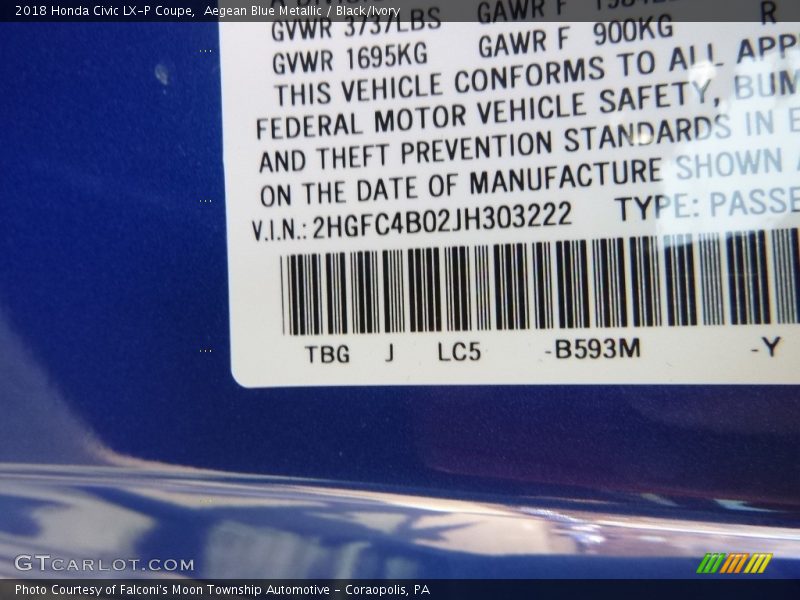 2018 Honda Civic LX-P Coupe, Aegean Blue Metallic / Black/Ivory
GVWR 3737LBS GAWR F
GVWR 1695KG GAWR F 900KG R
THIS VEHICLE CONFORMS TO ALL APP
FEDERAL MOTOR VEHICLE SAFETY, BUM
AND THEFT PREVENTION STANDARDS IN E
ON THE DATE OF MANUFACTURE SHOWN
V.I.N.: 2HGFC4B02JH303222 TYPE: PASSE
TBG J LC5 -B593M -Y
GTCARLOT.COM
Photo Courtesy of Falconi's Moon Township Automotive - Coraopolis, PA